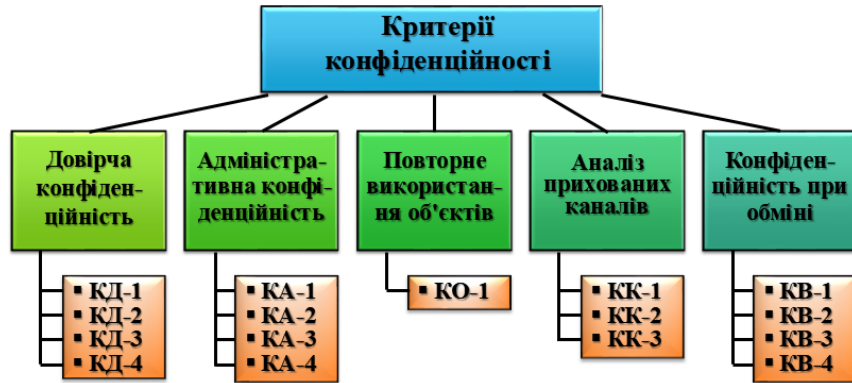 Критерії
конфіденційності
Довірча
конфіден-
ційність
Адміністра-
тивна конфі-
денційність
Повторне
використан-
ня об'єктів
Аналіз
прихованих
каналів
Конфіден-
ційність при
обміні
▪ КД-1
▪ КД-2
▪ КД-3
▪ КД-4
▪ КА-1
▪ КА-2
▪ КА-3
▪ КА-4
▪ КО-1
▪ КК-1
▪ КК-2
▪ КК-3
▪ КВ-1
▪ КВ-2
▪ КВ-3
▪ КВ-4